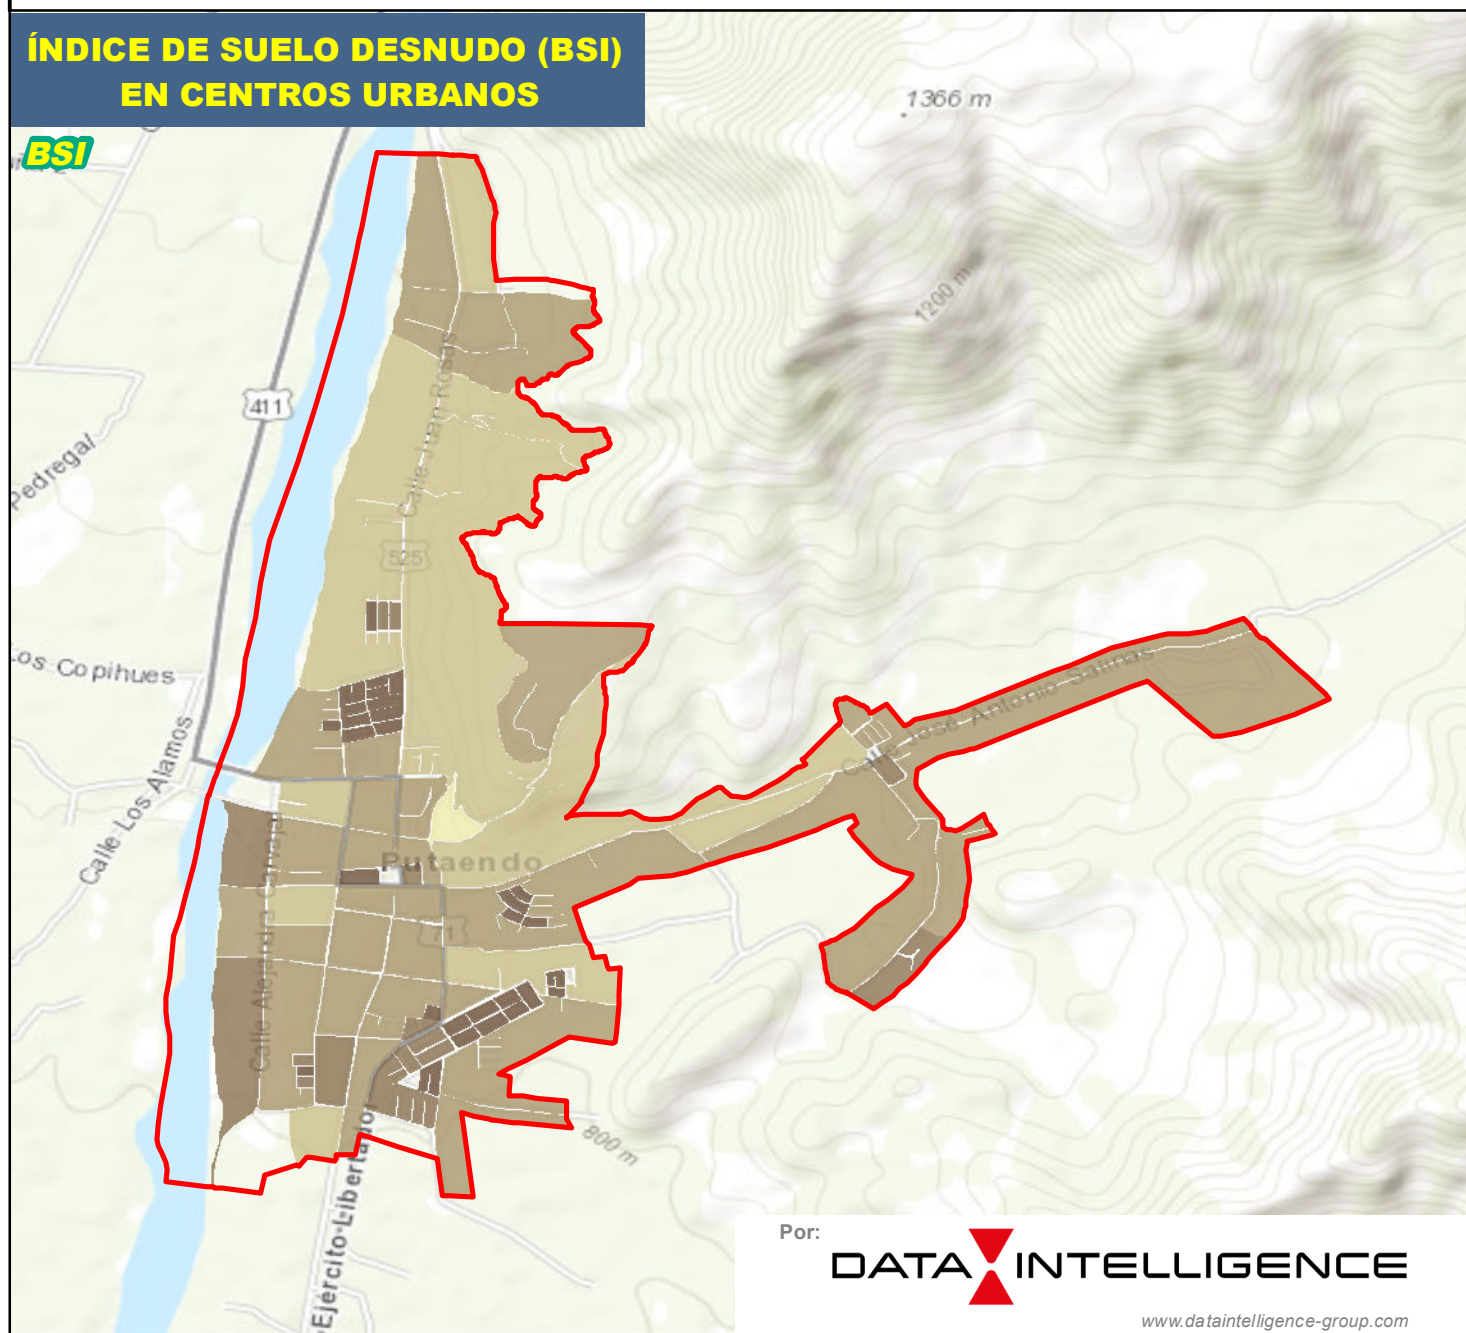 ÍNDICE DE SUELO DESNUDO (BSI)
EN CENTROS URBANOS
BSI
1366 m
1200 m
411
Pedregal
Calle Juan Rosas
525
Los Copihues
Calle Los Alamos
Calle José Antonio Salinas
Putaendo
71
Calle Alejandro Carvajal
800 m
Ejército-Libertador
Por:
DATA INTELLIGENCE
www.dataintelligence-group.com